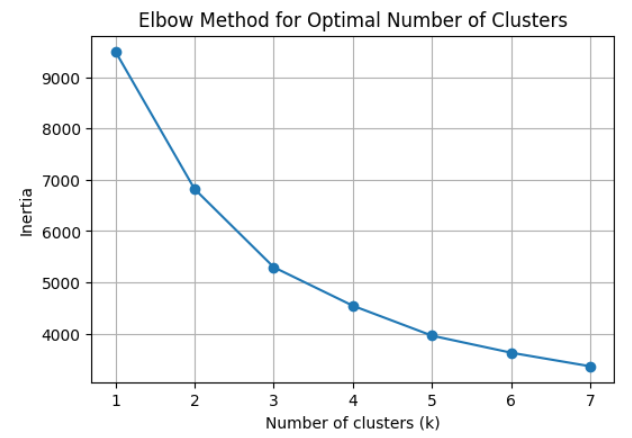 Elbow Method for Optimal Number of Clusters
9000
8000
7000
6000
5000
4000
Inertia
1 2 3 4 5 6 7
Number of clusters (k)